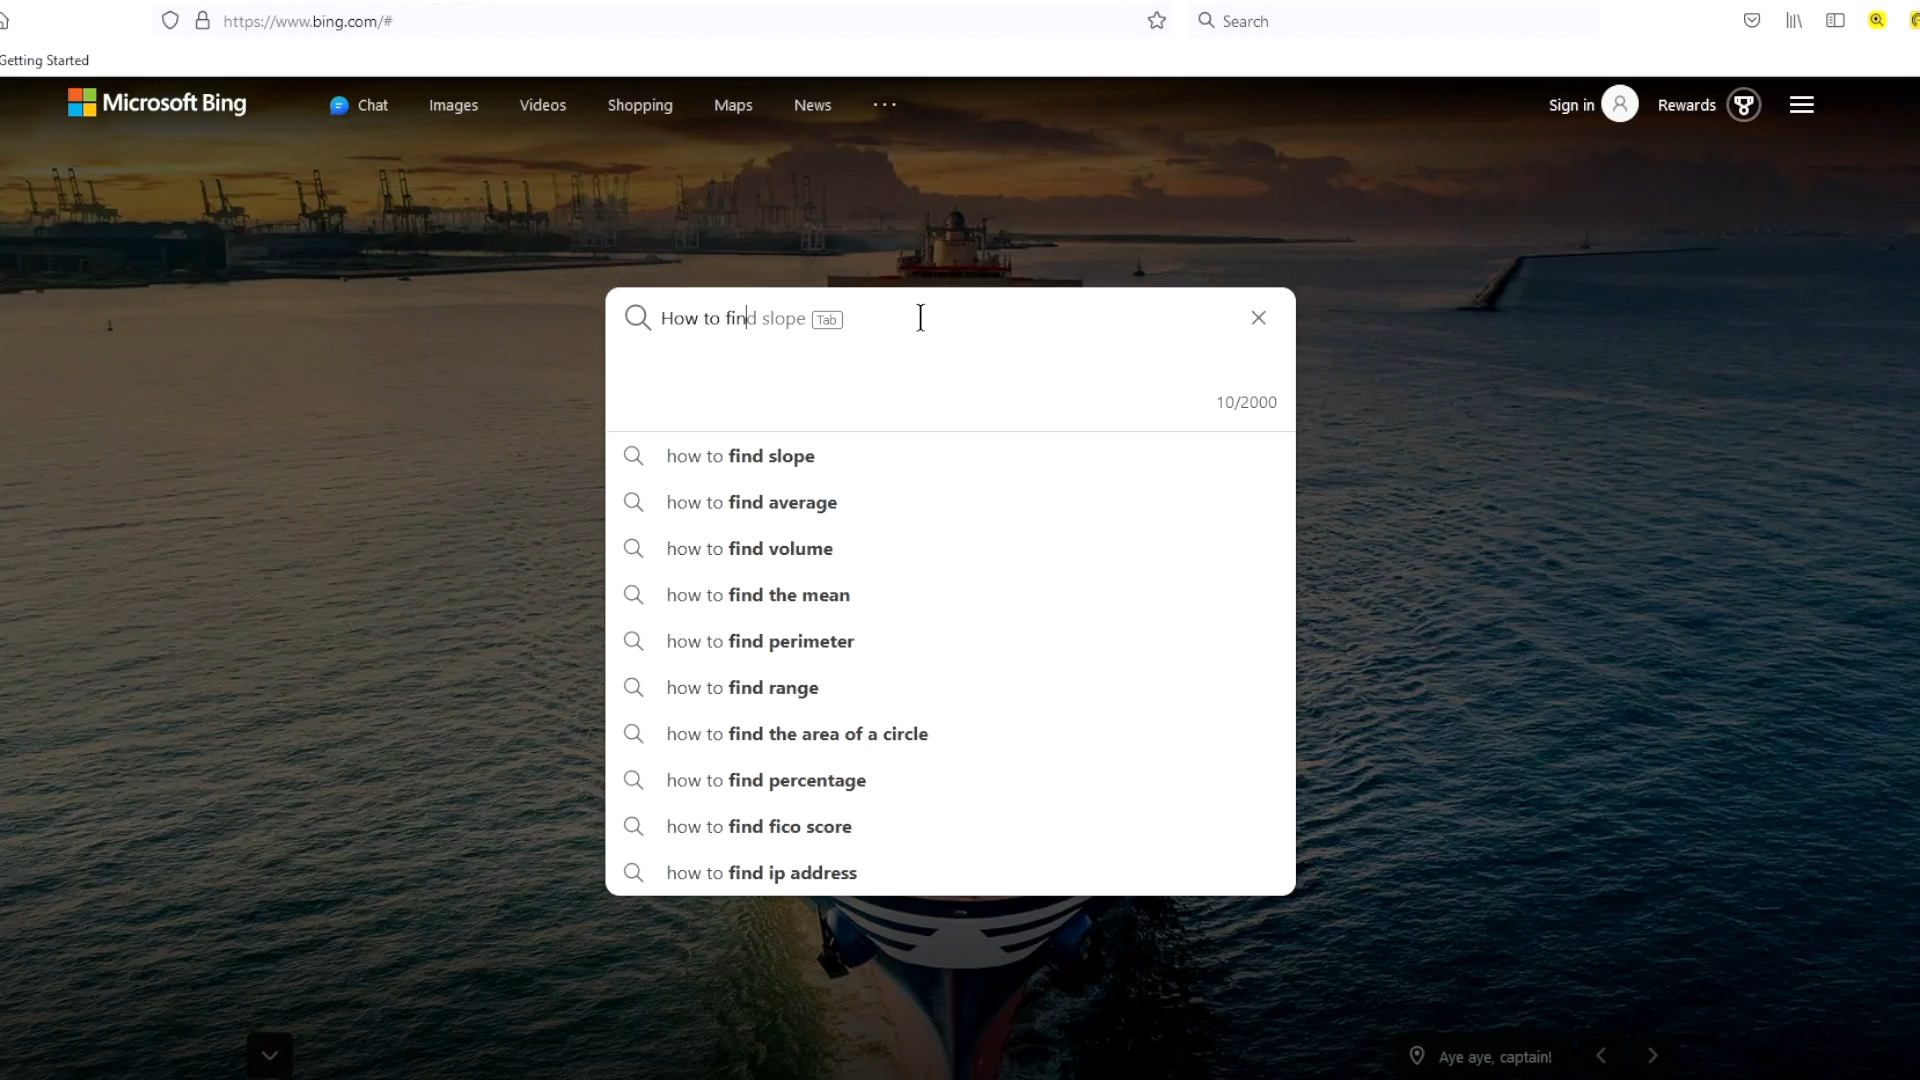 https://www.bing.com/#
Search
Getting Started
Microsoft Bing
Chat
Images
Videos
Shopping
Maps
News
Sign in
Rewards
How to find slope Tab
10/2000
how to find slope
how to find average
how to find volume
how to find the mean
how to find perimeter
how to find range
how to find the area of a circle
how to find percentage
how to find fico score
how to find ip address
Aye aye, captain!